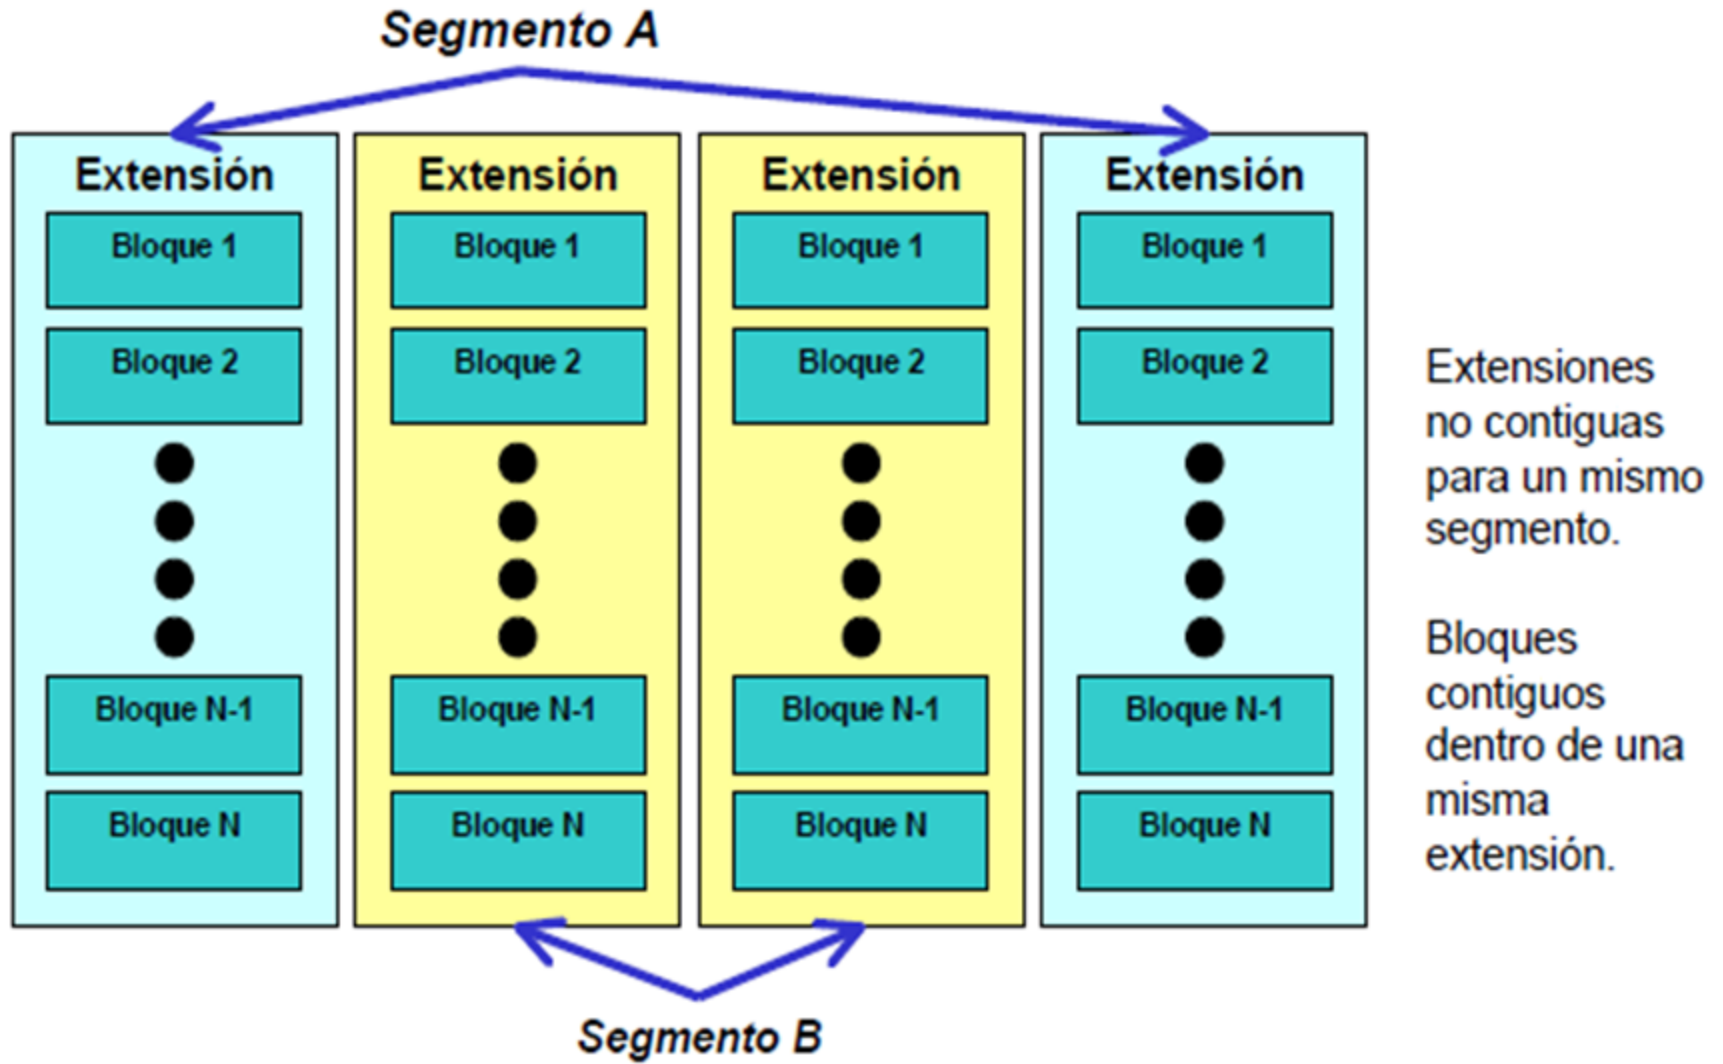 Segmento A
Extensión
Bloque 1
Bloque 2
Bloque N-1
Bloque N
Extensión
Bloque 1
Bloque 2
Bloque N-1
Bloque N
Extensión
Bloque 1
Bloque 2
Bloque N-1
Bloque N
Extensión
Bloque 1
Bloque 2
Bloque N-1
Bloque N
Extensiones
no contiguas
para un mismo
segmento.
Bloques
contiguos
dentro de una
misma
extensión.
Segmento B